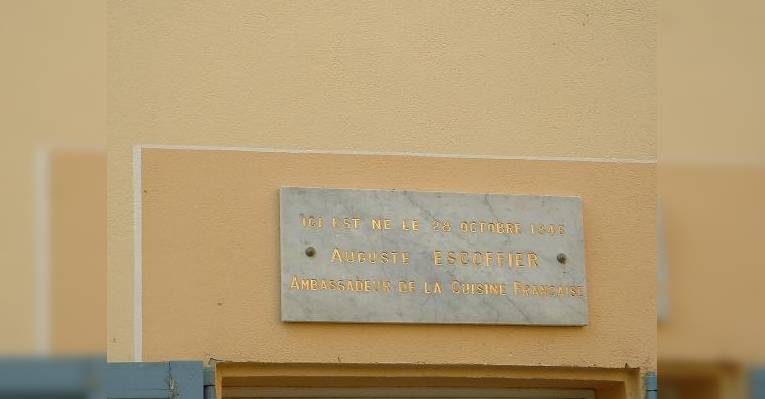 ICI EST NE LE 28 OCTOBRE 1846
AUGUSTE ESCOFFIER
AMBASSADEUR DE LA CUISINE FRANÇAISE